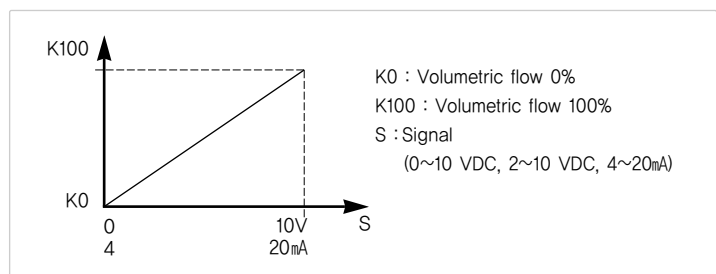 K100
K0 : Volumetric flow 0%
K100 : Volumetric flow 100%
S : Signal
(0~10 VDC, 2~10 VDC, 4~20㎃)
K0
0 10V S
4 20㎃